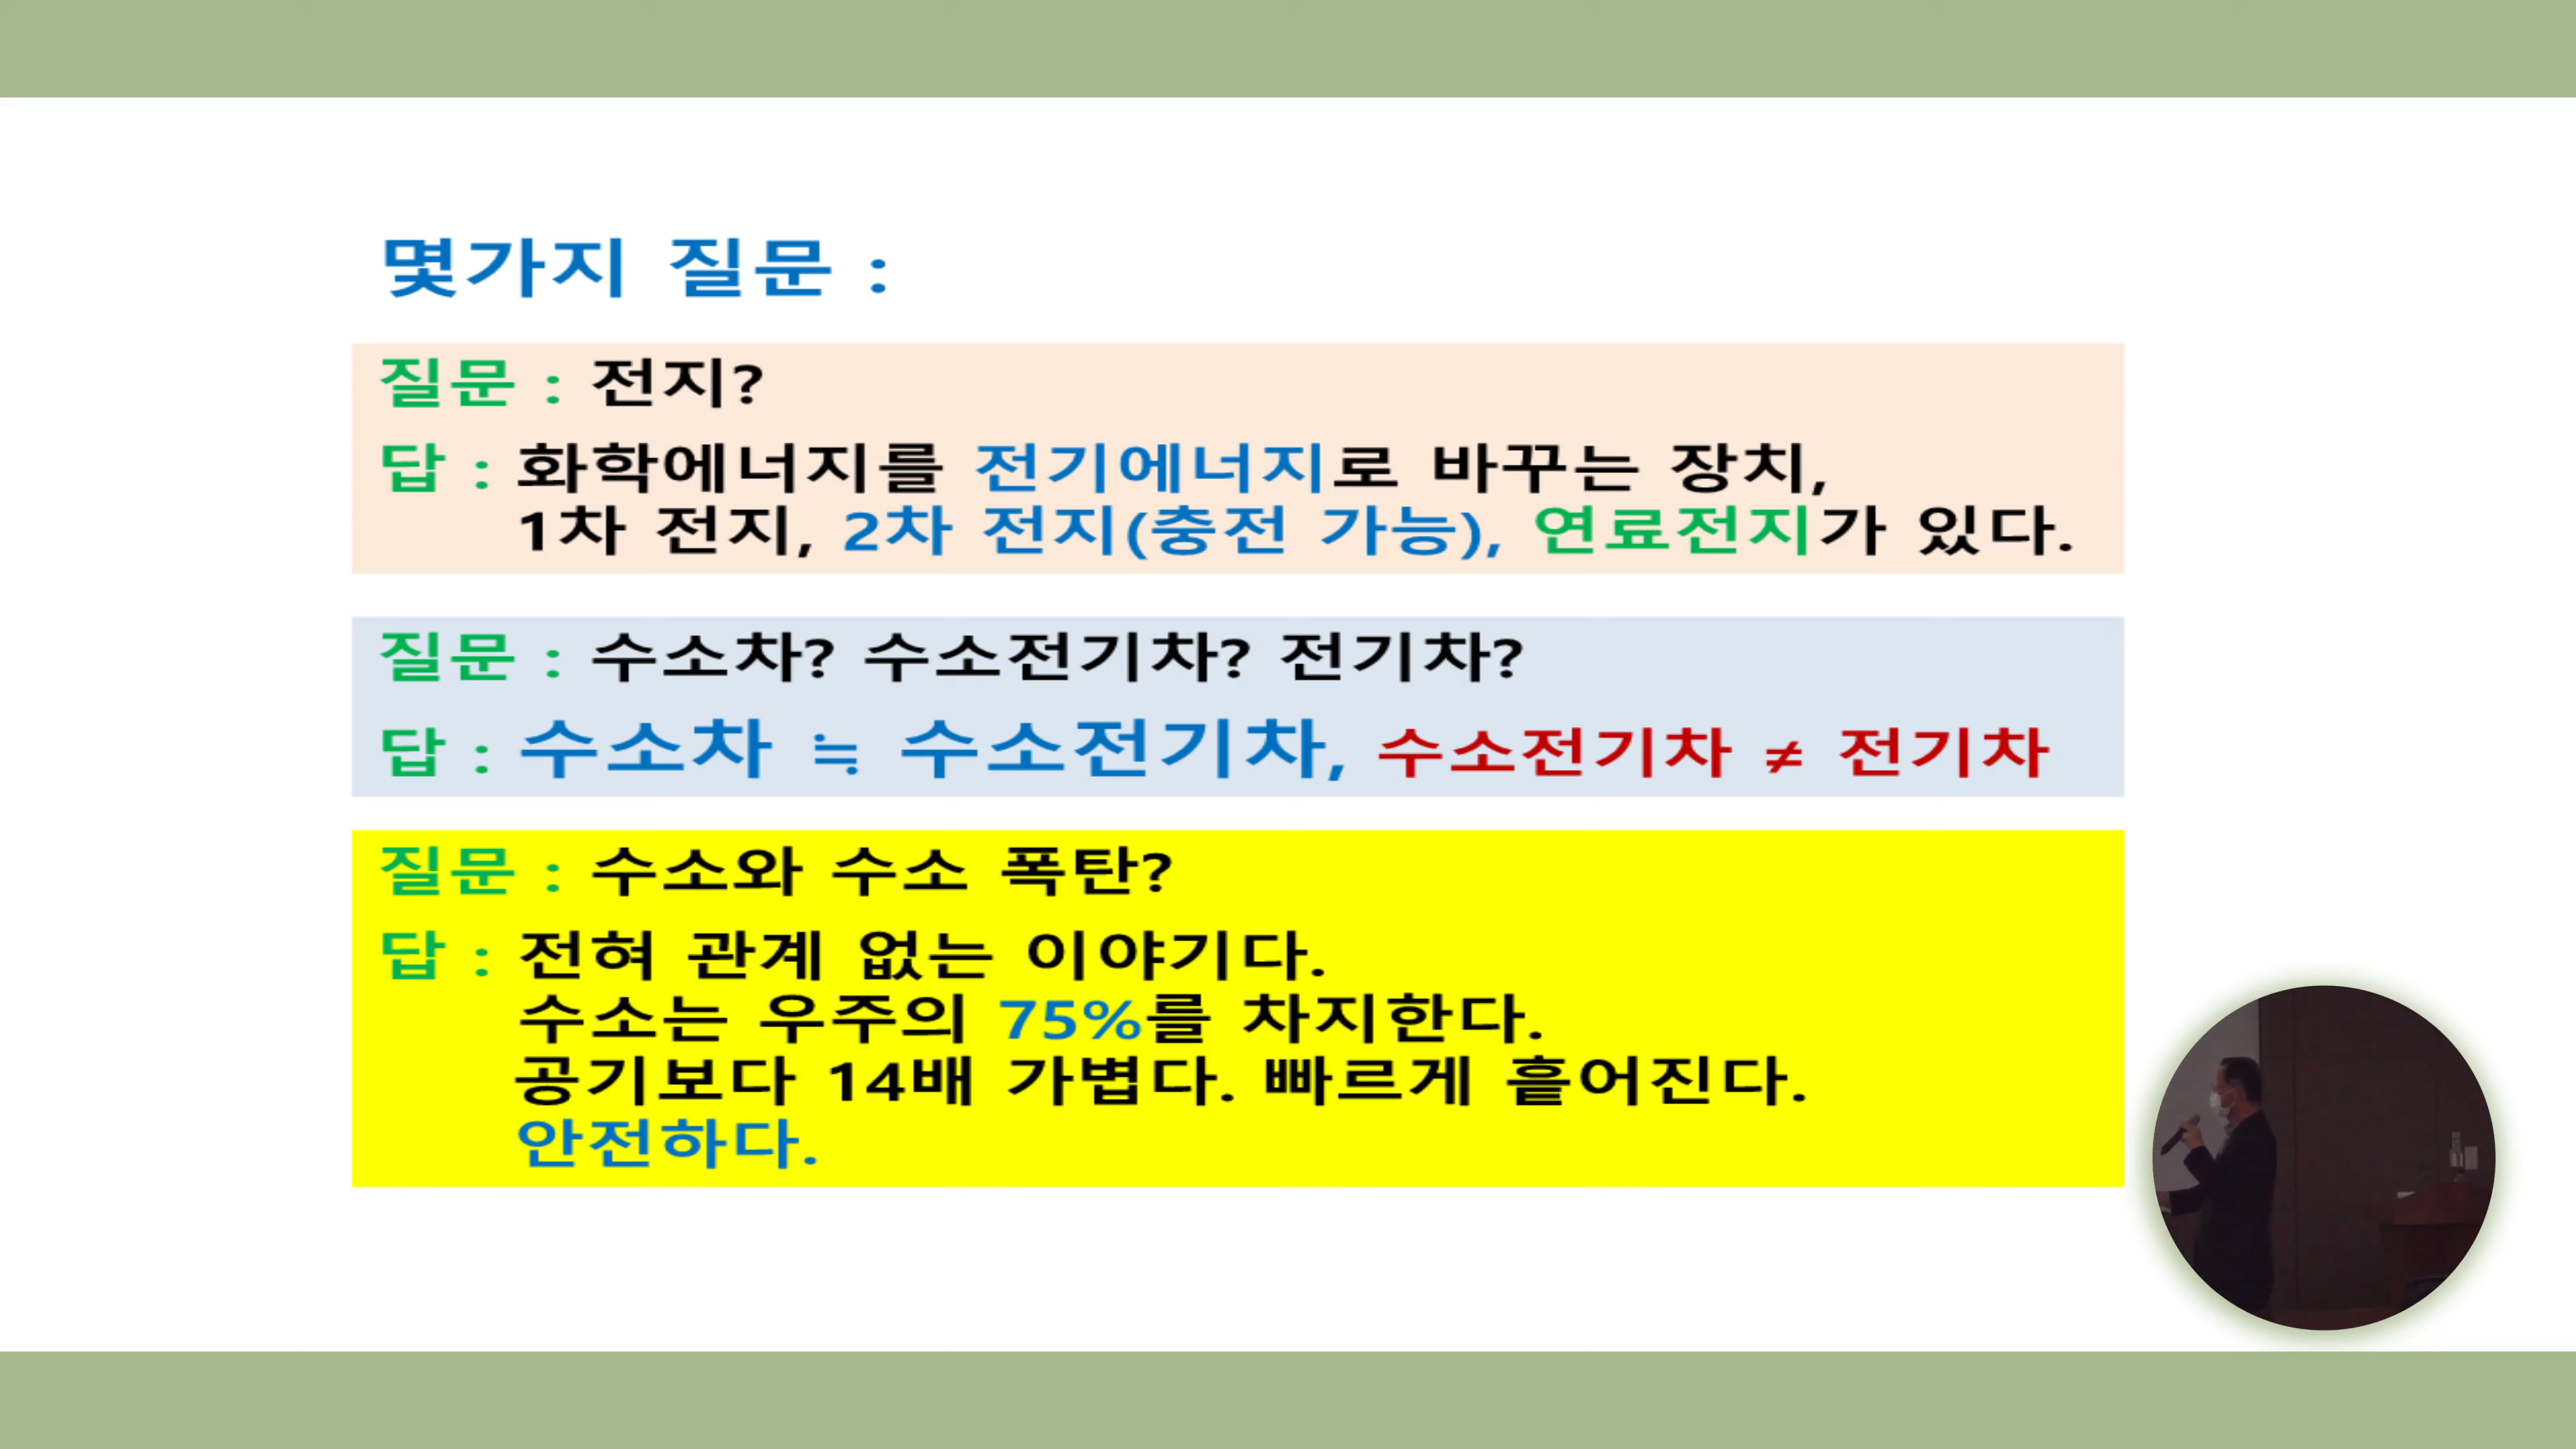 몇가지 질문 :
질문 : 전지?
답 : 화학에너지를 전기에너지로 바꾸는 장치,
1차 전지, 2차 전지(충전 가능), 연료전지가 있다.
질문 : 수소차? 수소전기차? 전기차?
답 : 수소차 ≒ 수소전기차, 수소전기차 ≠ 전기차
질문 : 수소와 수소 폭탄?
답 : 전혀 관계 없는 이야기다.
수소는 우주의 75%를 차지한다.
공기보다 14배 가볍다. 빠르게 흩어진다.
안전하다.